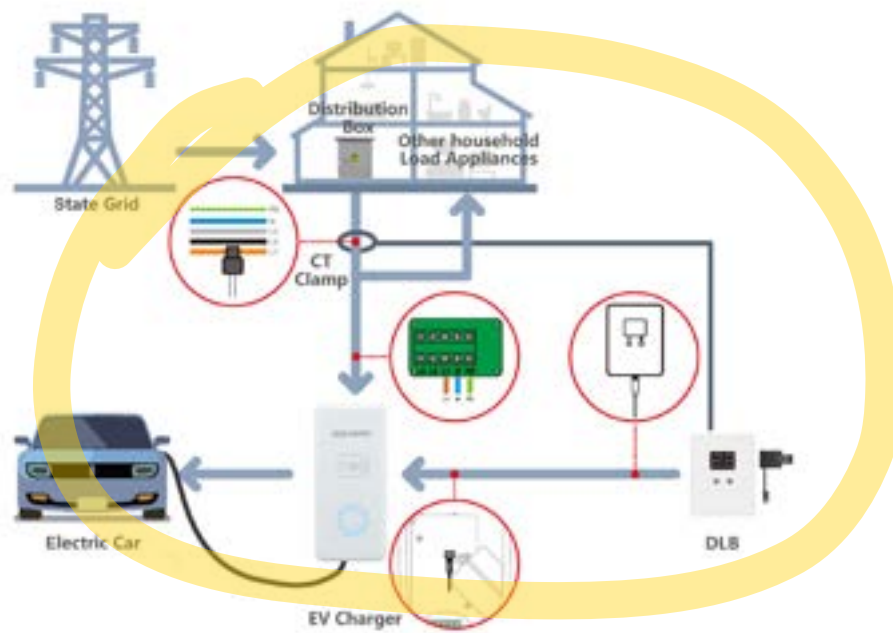 Distribution
Box
Other household
Load Appliances
State Grid
CT
Clamp
Electric Car
DLB
EV Charger